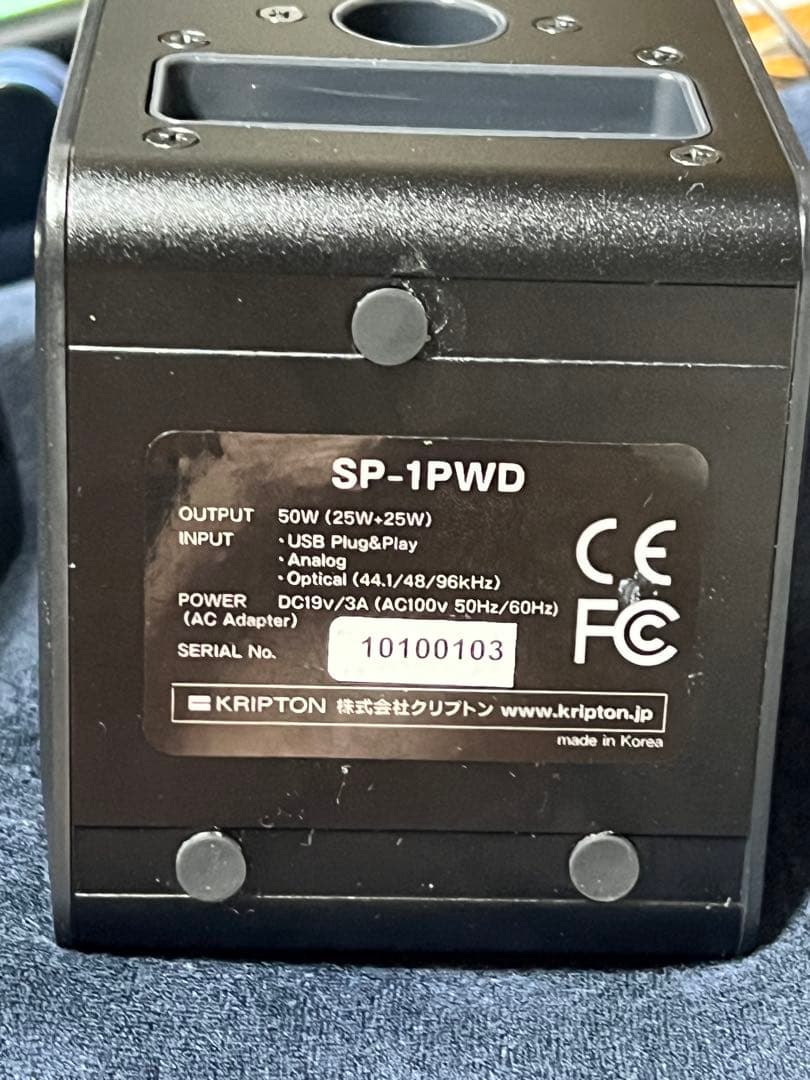 SP-1PWD
OUTPUT 50W (25W+25W)
INPUT ・USB Plug&Play
・Analog
・Optical (44.1/48/96kHz)
POWER DC19v/3A (AC100v 50Hz/60Hz)
(AC Adapter)
SERIAL No. 10100103
CE
FC
KRIPTON 株式会社クリプトン www.kripton.jp
made in Korea